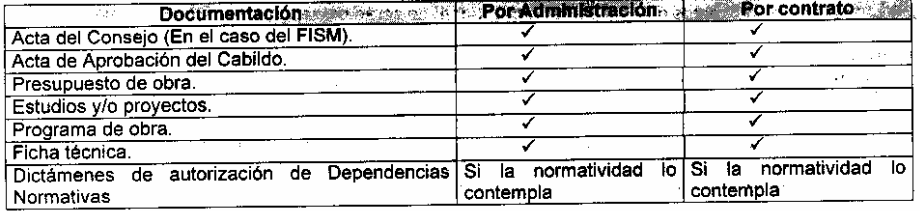 Documentación Por Administración Por contrato
Acta del Consejo (En el caso del FISM). ✓ ✓
Acta de Aprobación del Cabildo. ✓ ✓
Presupuesto de obra. ✓ ✓
Estudios y/o proyectos. ✓ ✓
Programa de obra. ✓ ✓
Ficha técnica. ✓ ✓
Dictámenes de autorización de Dependencias Si la normatividad lo Si la normatividad lo
Normativas contempla contempla